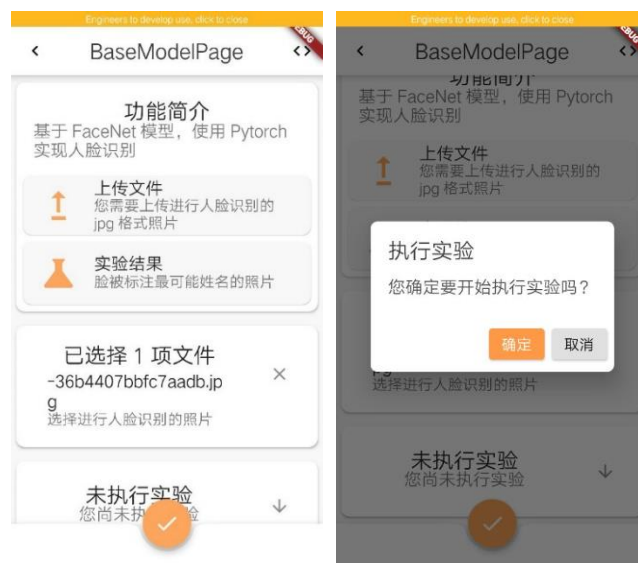 Engineers to develop use, click to close
BaseModelPage
功能简介
基于 FaceNet 模型，使用 Pytorch
实现人脸识别
上传文件
您需要上传进行人脸识别的
jpg 格式照片
实验结果
脸被标注最可能姓名的照片
已选择 1 项文件
-36b4407bbfc7aadb.jp
g
选择进行人脸识别的照片
未执行实验
您尚未执
Engineers to develop use, click to close
BaseModelPage
功能简介
基于 FaceNet 模型，使用 Pytorch
实现人脸识别
上传文件
您需要上传进行人脸识别的
jpg 格式照片
执行实验
您确定要开始执行实验吗？
确定
取消
选择进行人脸识别的照片
未执行实验
您尚未执行实验